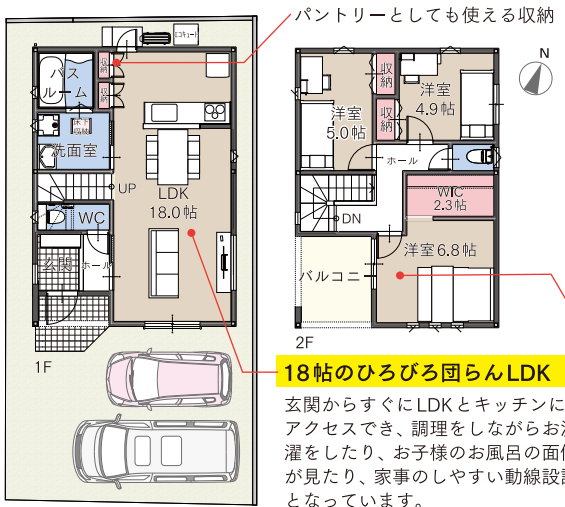 パントリーとしても使える収納
エコキュート
バス
ルーム
収納
収納
床下
収納
洗面室
UP
LDK
18.0帖
WC
玄関
ホール
1F
N
洋室
5.0帖
収納
収納
洋室
4.9帖
ホール
DN
WIC
2.3帖
洋室6.8帖
バルコニー
2F
18帖のひろびろ団らんLDK
玄関からすぐにLDKとキッチンに
アクセスでき、調理をしながらお
濯をしたり、お子様のお風呂の面
が見たり、家事のしやすい動線設
となっています。